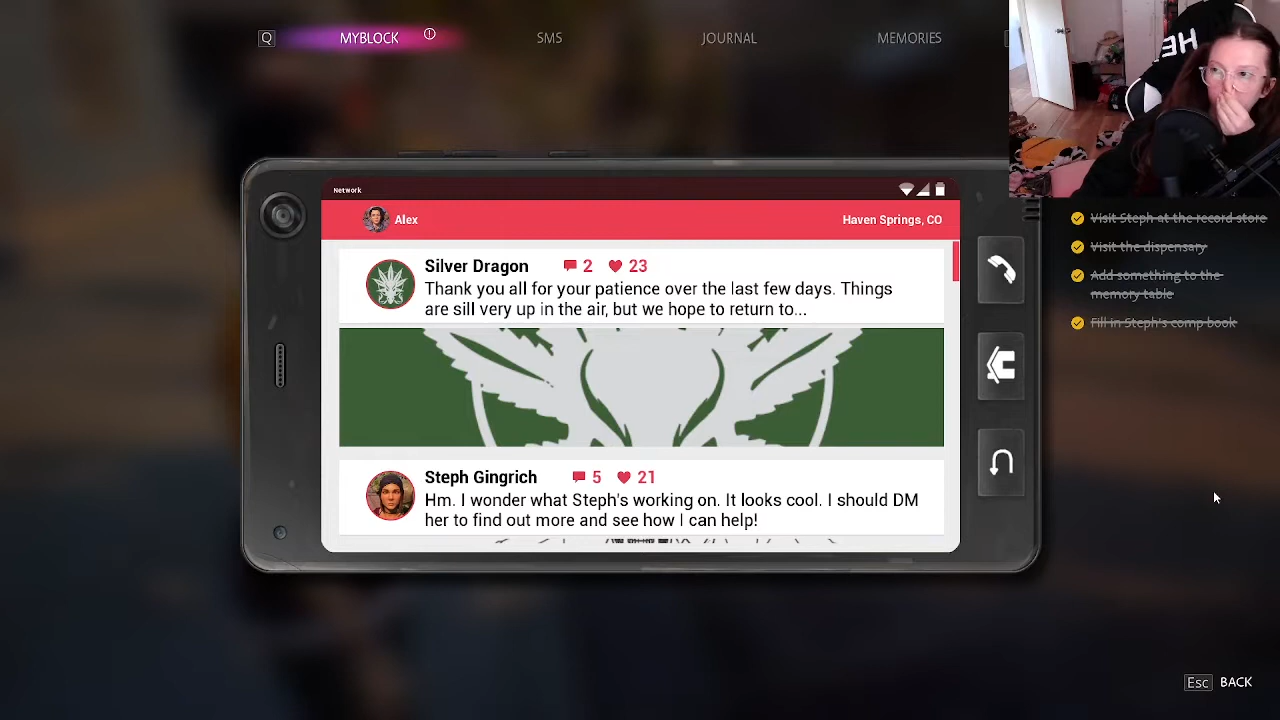 Q MYBLOCK SMS JOURNAL MEMORIES
Network
Alex Haven Springs, CO
Silver Dragon 2 23
Thank you all for your patience over the last few days. Things
are sill very up in the air, but we hope to return to...
Steph Gingrich 5 21
Hm. I wonder what Steph's working on. It looks cool. I should DM
her to find out more and see how I can help!
Visit Steph at the record store
Visit the dispensary
Add something to the
memory table
Fill in Steph's comp book
Esc BACK